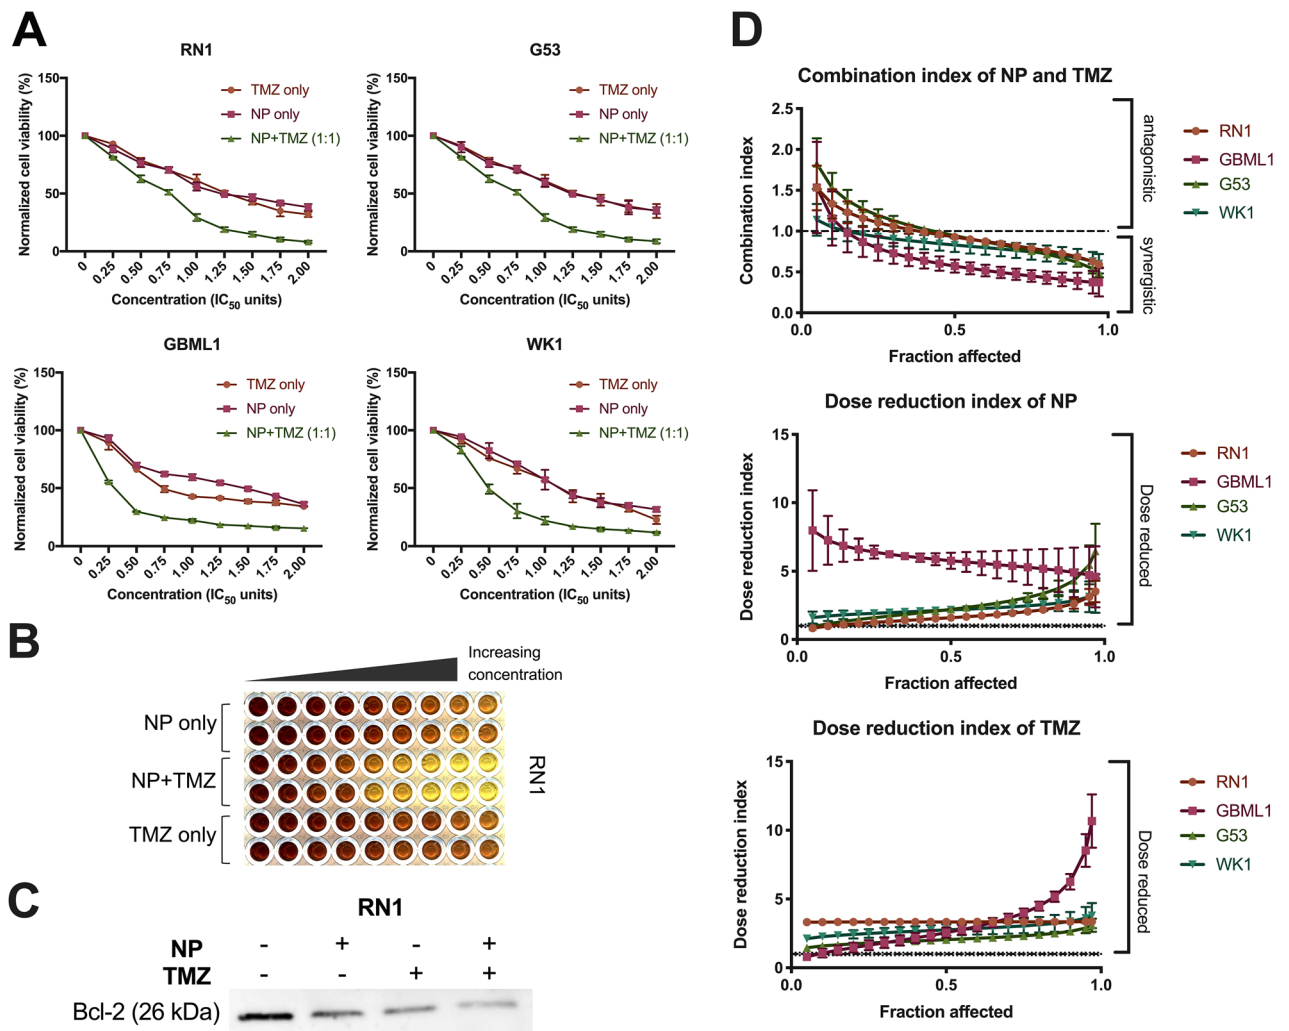 A
RN1
Normalized cell viability (%)
150
100
50
0
TMZ only
NP only
NP+TMZ (1:1)
0 0.25 0.50 0.75 1.00 1.25 1.50 1.75 2.00
Concentration (IC50 units)
G53
Normalized cell viability (%)
150
100
50
0
TMZ only
NP only
NP+TMZ (1:1)
0 0.25 0.50 0.75 1.00 1.25 1.50 1.75 2.00
Concentration (IC50 units)
GBML1
Normalized cell viability (%)
150
100
50
0
TMZ only
NP only
NP+TMZ (1:1)
0 0.25 0.50 0.75 1.00 1.25 1.50 1.75 2.00
Concentration (IC50 units)
WK1
Normalized cell viability (%)
150
100
50
0
TMZ only
NP only
NP+TMZ (1:1)
0 0.25 0.50 0.75 1.00 1.25 1.50 1.75 2.00
Concentration (IC50 units)
B
Increasing
concentration
NP only
NP+TMZ
TMZ only
RN1
C
RN1
NP - + - +
TMZ - - + +
Bcl-2 (26 kDa)
D
Combination index of NP and TMZ
Combination index
2.5
2.0
1.5
1.0
0.5
0.0
0.0 0.5 1.0
Fraction affected
antagonistic
synergistic
RN1
GBML1
G53
WK1
Dose reduction index of NP
Dose reduction index
15
10
5
0
0.0 0.5 1.0
Fraction affected
Dose reduced
RN1
GBML1
G53
WK1
Dose reduction index of TMZ
Dose reduction index
15
10
5
0
0.0 0.5 1.0
Fraction affected
Dose reduced
RN1
GBML1
G53
WK1